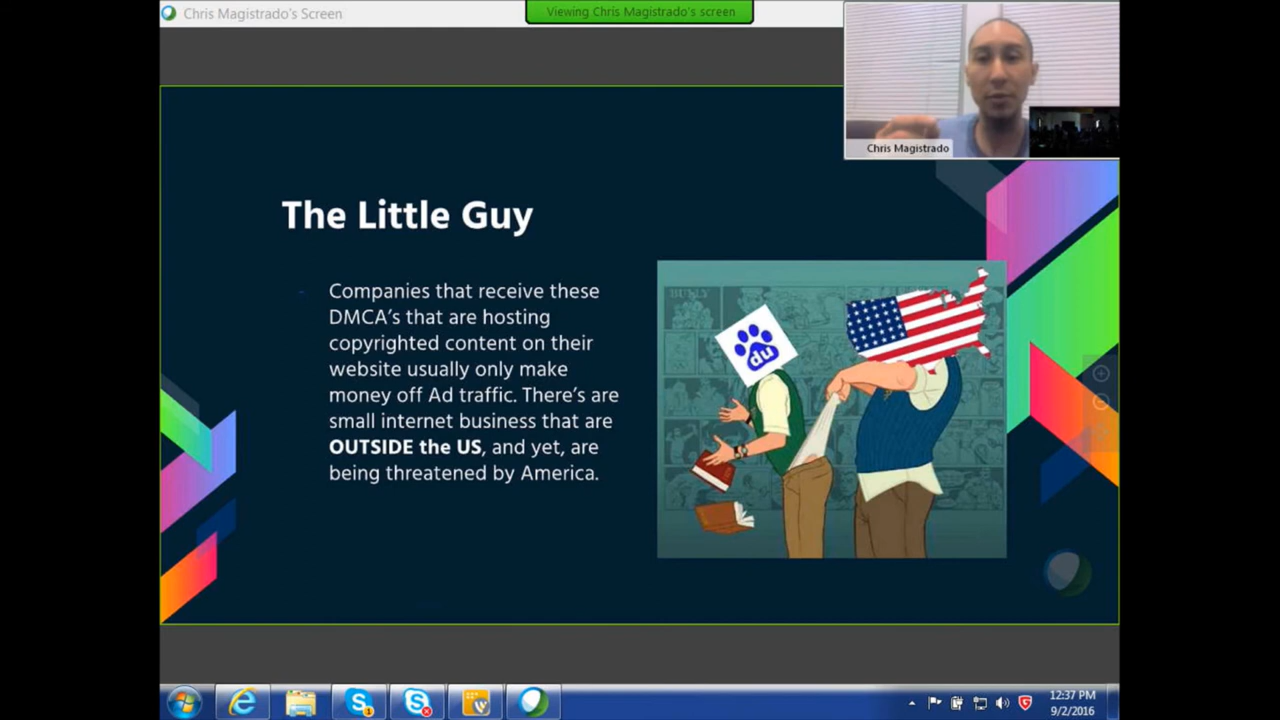 Chris Magistrado's Screen
Viewing Chris Magistrado's screen
Chris Magistrado
The Little Guy
- Companies that receive these
DMCA's that are hosting
copyrighted content on their
website usually only make
money off Ad traffic. There's are
small internet business that are
OUTSIDE the US, and yet, are
being threatened by America.
BULLY
du
12:37 PM
9/2/2016